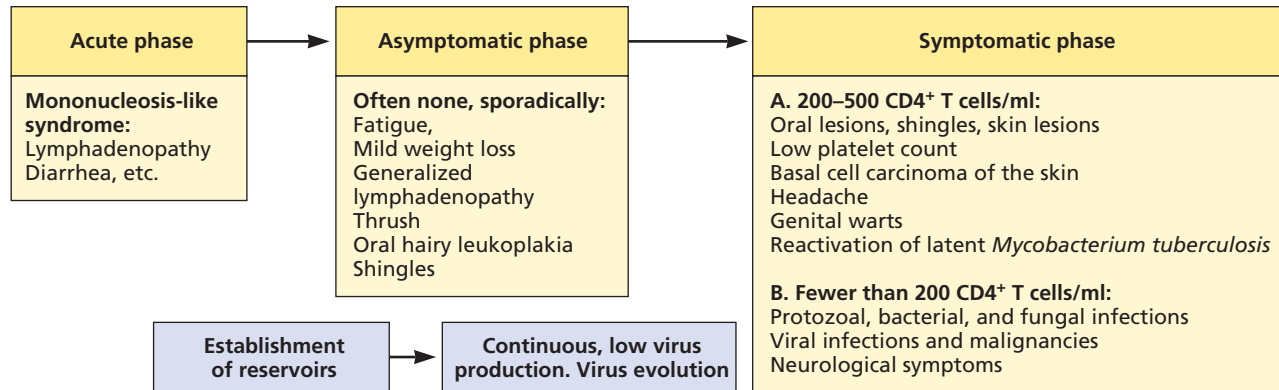 Acute phase
Mononucleosis-like
syndrome:
Lymphadenopathy
Diarrhea, etc.
Asymptomatic phase
Often none, sporadically:
Fatigue,
Mild weight loss
Generalized
lymphadenopathy
Thrush
Oral hairy leukoplakia
Shingles
Symptomatic phase
A. 200–500 CD4⁺ T cells/ml:
Oral lesions, shingles, skin lesions
Low platelet count
Basal cell carcinoma of the skin
Headache
Genital warts
Reactivation of latent Mycobacterium tuberculosis
B. Fewer than 200 CD4⁺ T cells/ml:
Protozoal, bacterial, and fungal infections
Viral infections and malignancies
Neurological symptoms
Establishment
of reservoirs
Continuous, low virus
production. Virus evolution